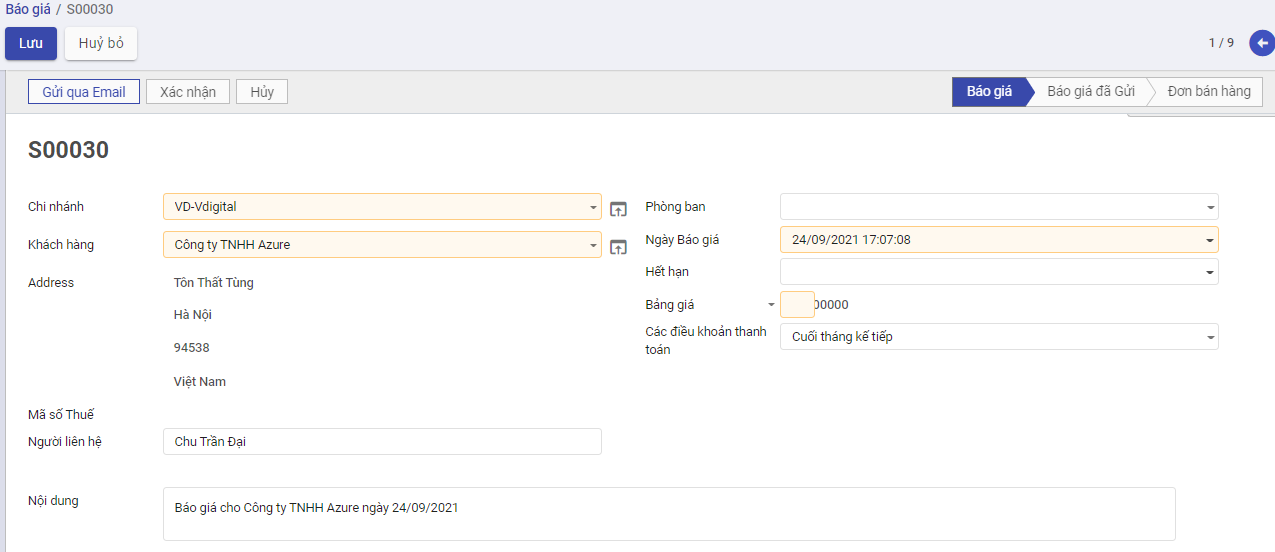 Báo giá / S00030
Lưu
Huỷ bỏ
1 / 9
Gửi qua Email
Xác nhận
Hủy
Báo giá
Báo giá đã Gửi
Đơn bán hàng
S00030
Chi nhánh
VD-Vdigital
Khách hàng
Công ty TNHH Azure
Address
Tôn Thất Tùng
Hà Nội
94538
Việt Nam
Mã số Thuế
Người liên hệ
Chu Trần Đại
Phòng ban
Ngày Báo giá
24/09/2021 17:07:08
Hết hạn
Bảng giá
00000
Các điều khoản thanh
toán
Cuối tháng kế tiếp
Nội dung
Báo giá cho Công ty TNHH Azure ngày 24/09/2021